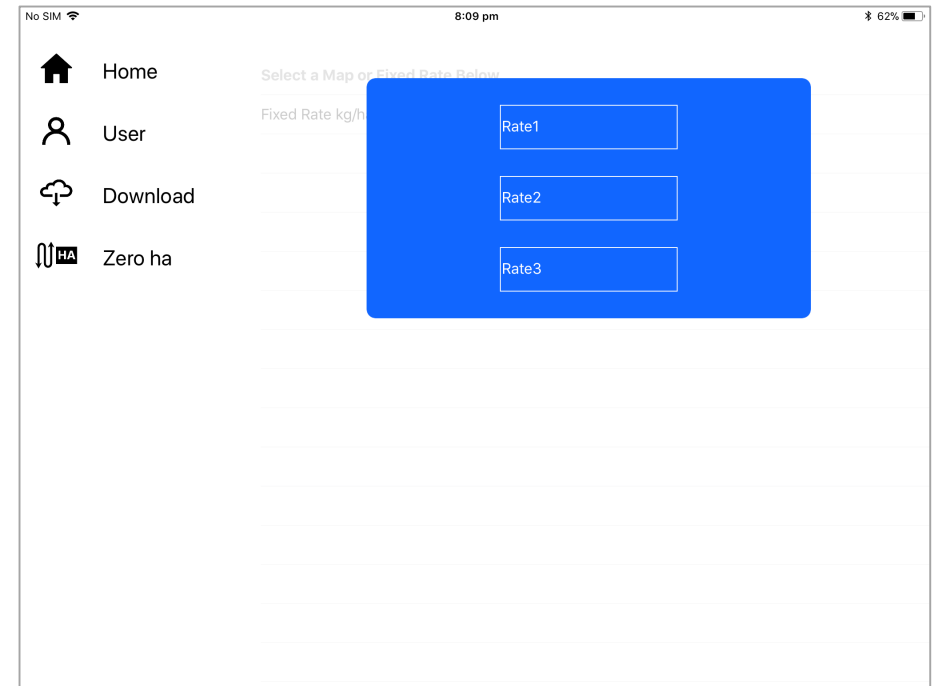 No SIM 8:09 pm 62%
Home
User
Download
HA Zero ha
Select a Map or Fixed Rate Below
Fixed Rate kg/h
Rate1
Rate2
Rate3